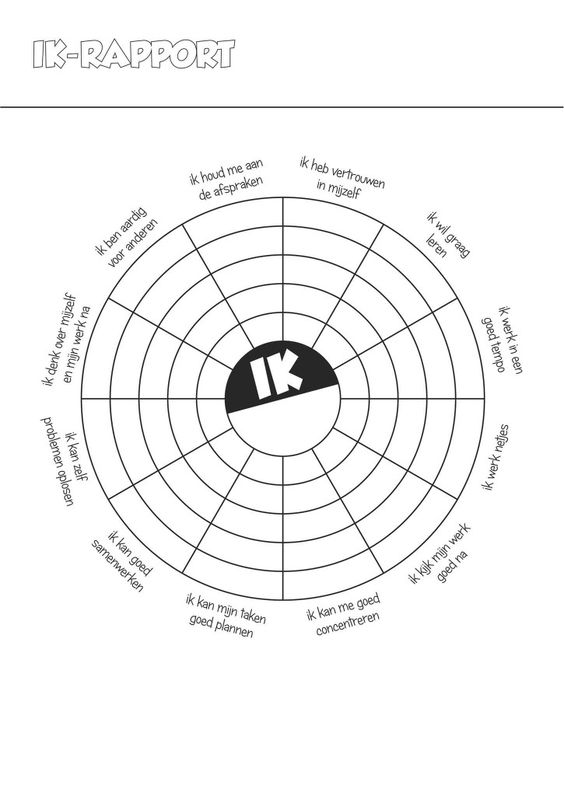 IK-RAPPORT
ik heb vertrouwen
in mijzelf
ik wil graag
leren
ik werk in een
goed tempo
ik werk netjes
ik kijk mijn werk
goed na
ik kan me goed
concentreren
ik kan mijn taken
goed plannen
ik kan goed
samenwerken
ik kan zelf
problemen oplosen
ik denk over mijzelf
en mijn werk na
ik ben aardig
voor anderen
ik houd me aan
de afspraken
IK